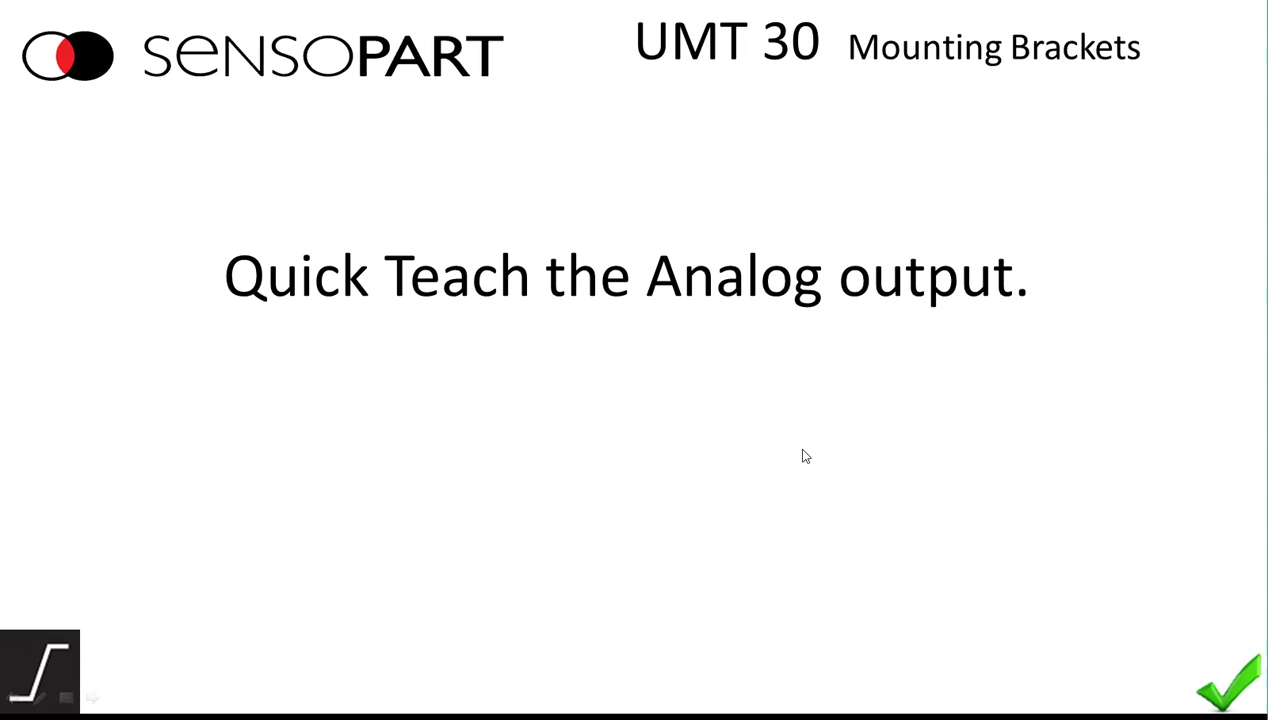 SENSOPART
UMT 30 Mounting Brackets
Quick Teach the Analog output.